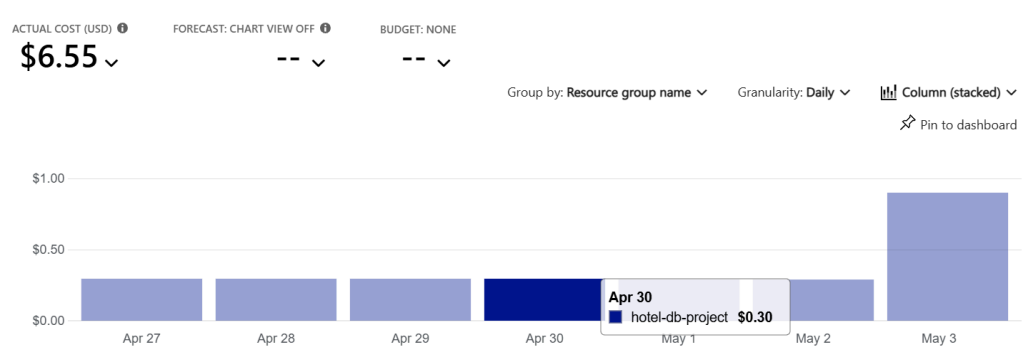 ACTUAL COST (USD) FORECAST: CHART VIEW OFF BUDGET: NONE
$6.55 -- --
Group by: Resource group name Granularity: Daily Column (stacked)
Pin to dashboard
$1.00
$0.50
$0.00
Apr 30
hotel-db-project $0.30
Apr 27 Apr 28 Apr 29 Apr 30 May 1 May 2 May 3